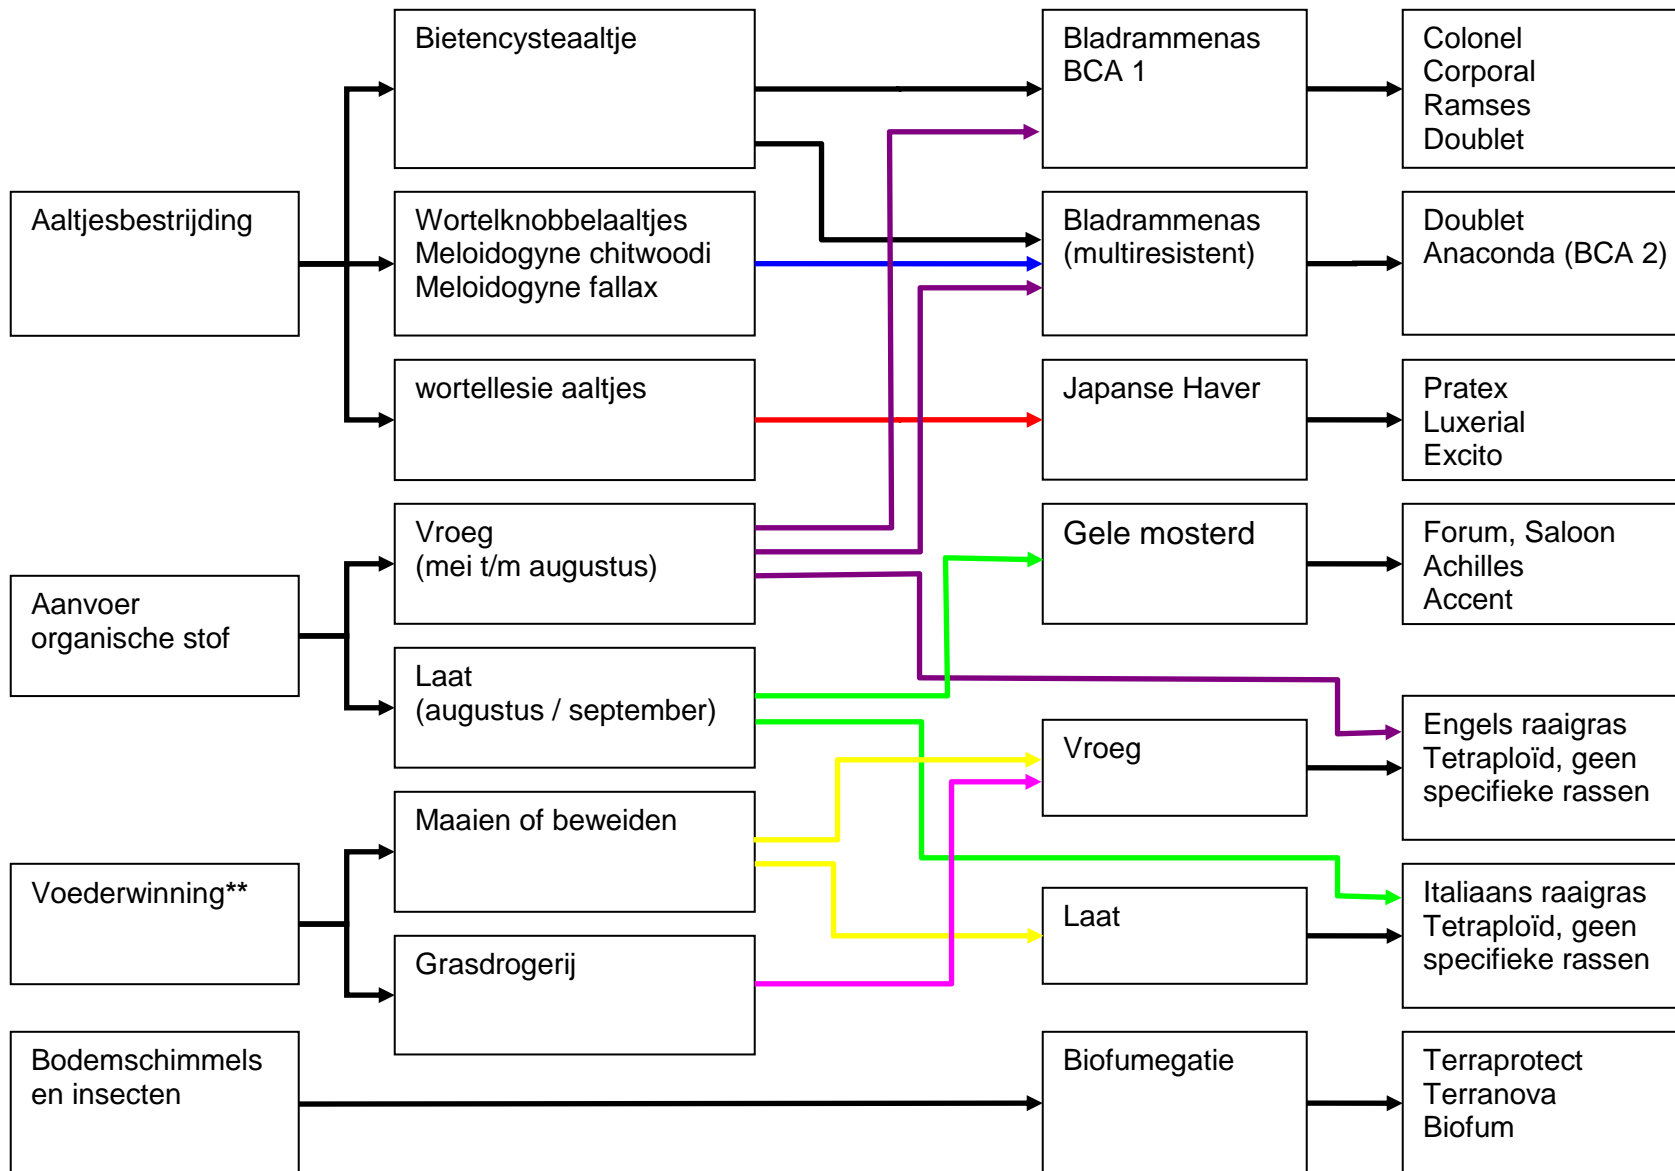 Aaltjesbestrijding
Aanvoer
organische stof
Voederwinning**
Bodemschimmels
en insecten
Bietencysteaaltje
Wortelknobbelaaltjes
Meloidogyne chitwoodi
Meloidogyne fallax
wortellesie aaltjes
Vroeg
(mei t/m augustus)
Laat
(augustus / september)
Maaien of beweiden
Grasdrogerij
Bladrammenas
BCA 1
Bladrammenas
(multiresistent)
Japanse Haver
Gele mosterd
Vroeg
Laat
Biofumegatie
Colonel
Corporal
Ramses
Doublet
Doublet
Anaconda (BCA 2)
Pratex
Luxerial
Excito
Forum, Saloon
Achilles
Accent
Engels raaigras
Tetraploïd, geen
specifieke rassen
Italiaans raaigras
Tetraploïd, geen
specifieke rassen
Terraprotect
Terranova
Biofum